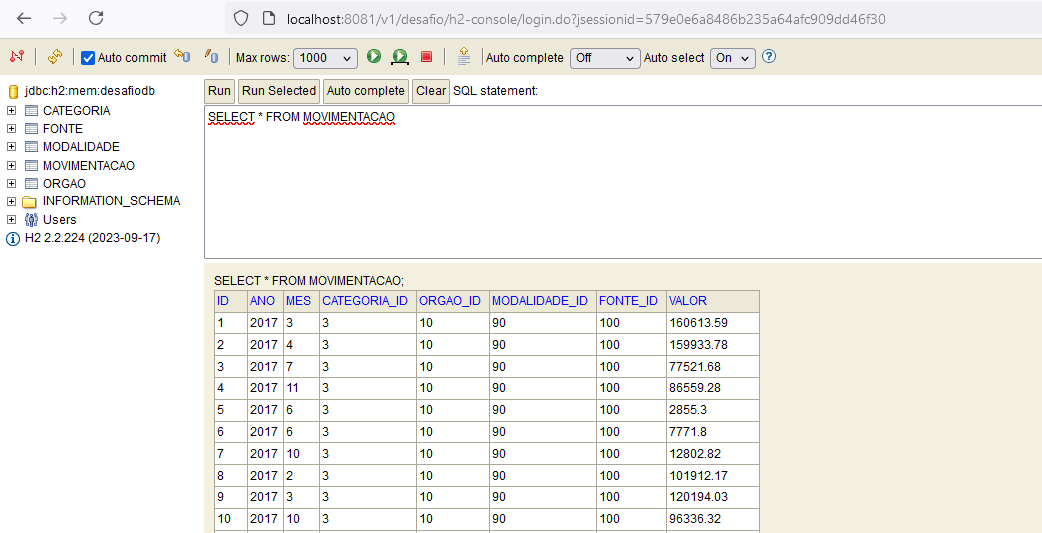 localhost:8081/v1/desafio/h2-console/login.do?jsessionid=579e0e6a8486b235a64afc909dd46f30
Auto commit Max rows: 1000 Auto complete Off Auto select On ?
jdbc:h2:mem:desafiodb
CATEGORIA
FONTE
MODALIDADE
MOVIMENTACAO
ORGAO
INFORMATION_SCHEMA
Users
H2 2.2.224 (2023-09-17)
Run Run Selected Auto complete Clear SQL statement:
SELECT * FROM MOVIMENTACAO
SELECT * FROM MOVIMENTACAO;
ID ANO MES CATEGORIA_ID ORGAO_ID MODALIDADE_ID FONTE_ID VALOR
1 2017 3 3 10 90 100 160613.59
2 2017 4 3 10 90 100 159933.78
3 2017 7 3 10 90 100 77521.68
4 2017 11 3 10 90 100 86559.28
5 2017 6 3 10 90 100 2855.3
6 2017 6 3 10 90 100 7771.8
7 2017 10 3 10 90 100 12802.82
8 2017 2 3 10 90 100 101912.17
9 2017 3 3 10 90 100 120194.03
10 2017 10 3 10 90 100 96336.32